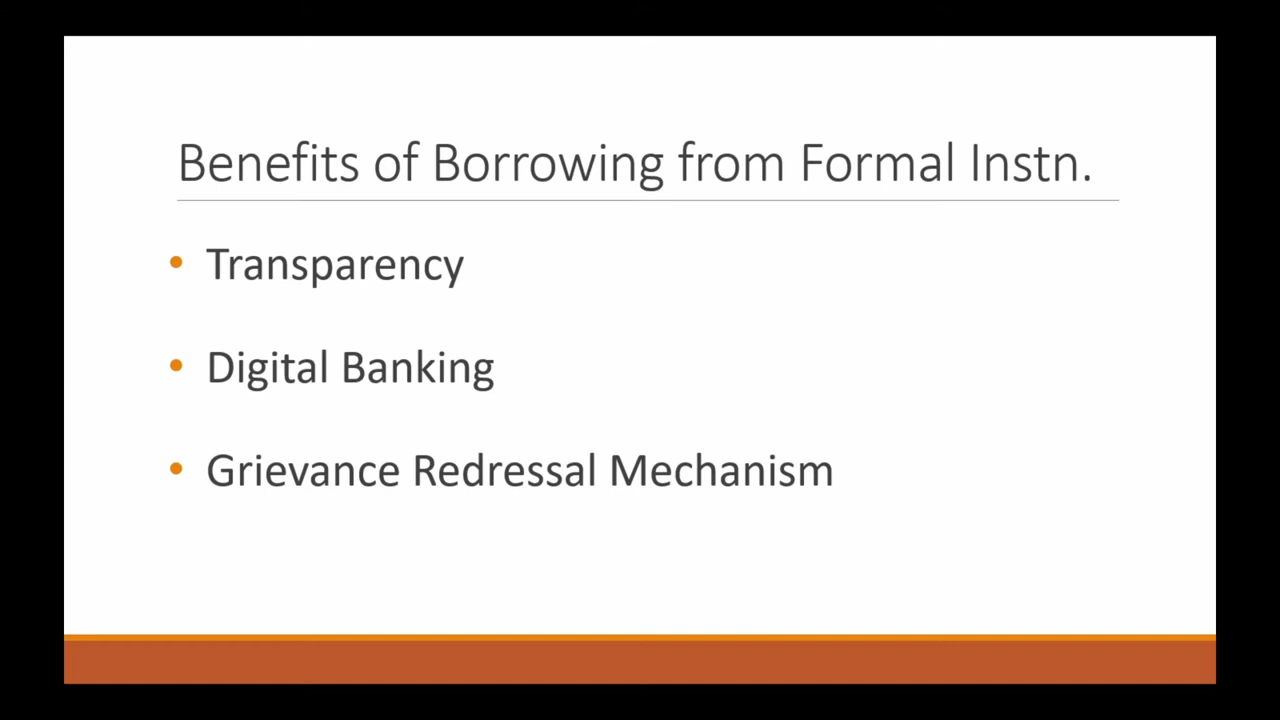 Benefits of Borrowing from Formal Instn.
• Transparency
• Digital Banking
• Grievance Redressal Mechanism